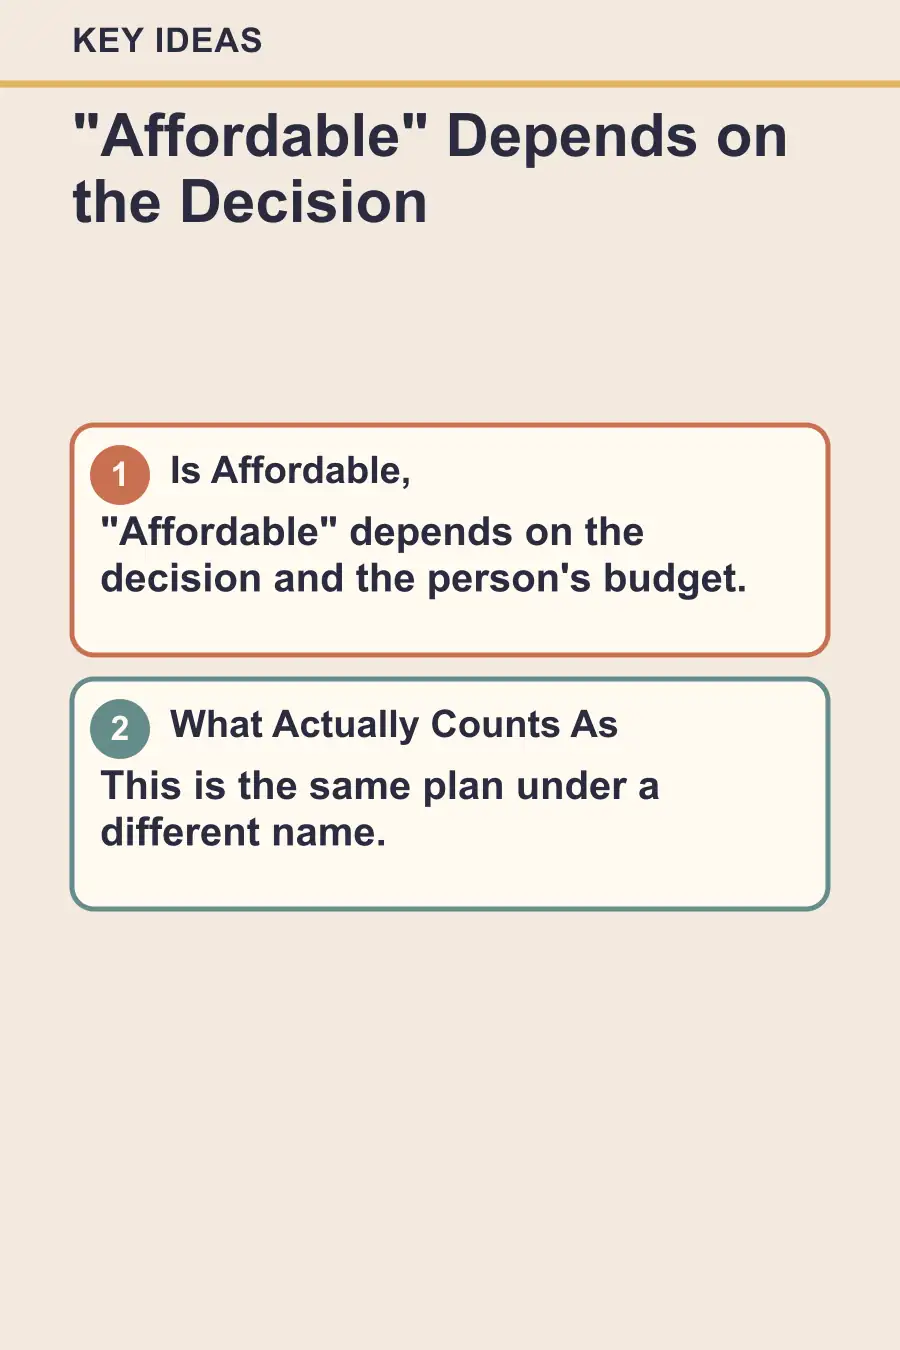 KEY IDEAS
"Affordable" Depends on
the Decision
1 Is Affordable,
"Affordable" depends on the
decision and the person's budget.
2 What Actually Counts As
This is the same plan under a
different name.